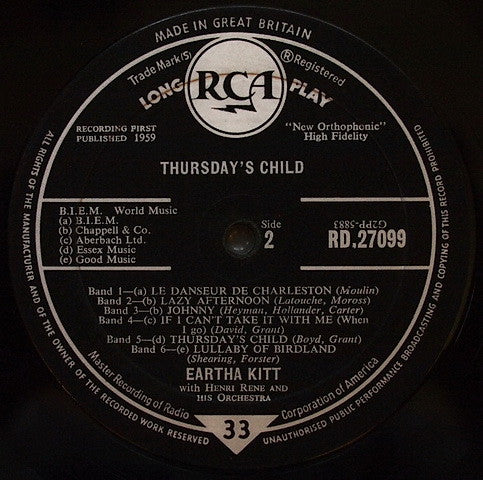 MADE IN GREAT BRITAIN
Trade Mark(s) ® Registered
LONG RCA PLAY
RECORDING FIRST
PUBLISHED 1959
"New Orthophonic"
High Fidelity
THURSDAY'S CHILD
B.I.E.M. World Music
(a) B.I.E.M.
(b) Chappell & Co.
(c) Aberbach Ltd.
(d) Essex Music
(e) Good Music
Side
2
G2PP-5883
RD.27099
Band 1—(a) LE DANSEUR DE CHARLESTON (Moulin)
Band 2—(b) LAZY AFTERNOON (Latouche, Moross)
Band 3—(b) JOHNNY (Heyman, Hollander, Carter)
Band 4—(c) IF I CAN'T TAKE IT WITH ME (When
I go) (David, Grant)
Band 5—(d) THURSDAY'S CHILD (Boyd, Grant)
Band 6—(e) LULLABY OF BIRDLAND
(Shearing, Forster)
EARTHA KITT
with HENRI RENE AND
HIS ORCHESTRA
Master Recording of Radio Corporation of America
33
ALL RIGHTS OF THE MANUFACTURER AND OF THE OWNER OF THE RECORDED WORK RESERVED
UNAUTHORISED PUBLIC PERFORMANCE BROADCASTING AND COPYING OF THIS RECORD PROHIBITED